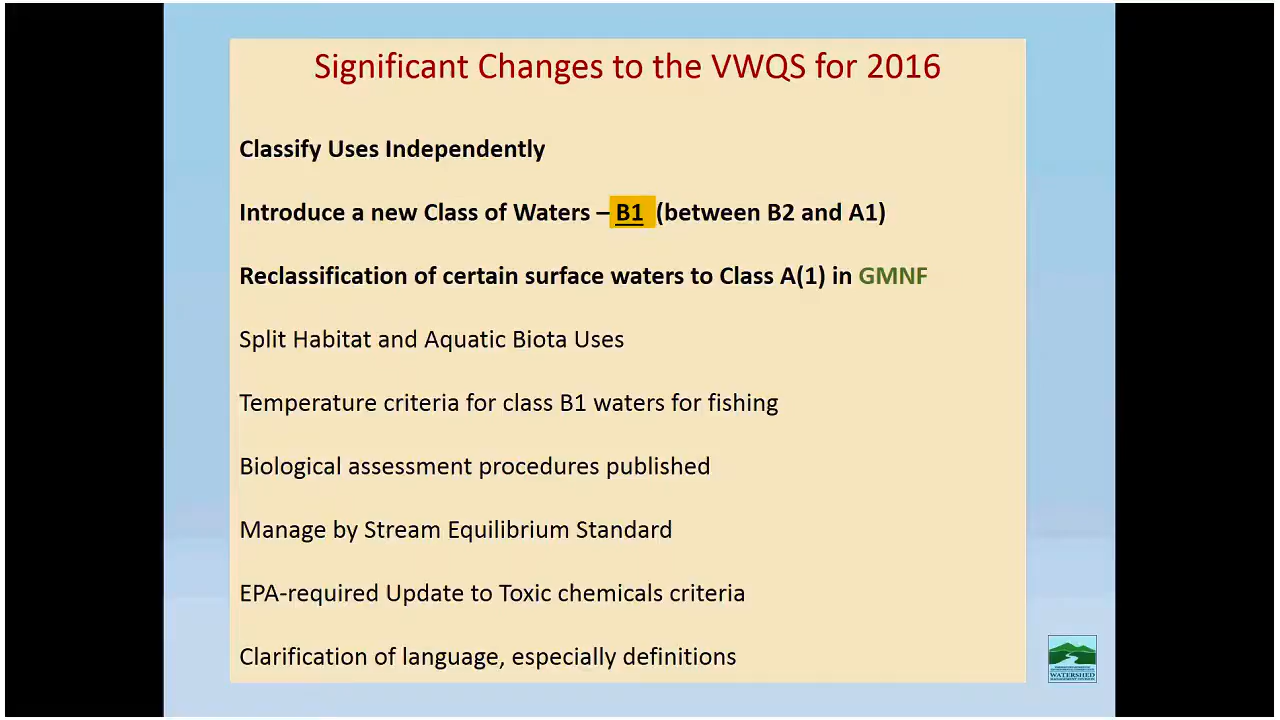 Significant Changes to the VWQS for 2016
Classify Uses Independently
Introduce a new Class of Waters – B1 (between B2 and A1)
Reclassification of certain surface waters to Class A(1) in GMNF
Split Habitat and Aquatic Biota Uses
Temperature criteria for class B1 waters for fishing
Biological assessment procedures published
Manage by Stream Equilibrium Standard
EPA-required Update to Toxic chemicals criteria
Clarification of language, especially definitions
WATERSHED